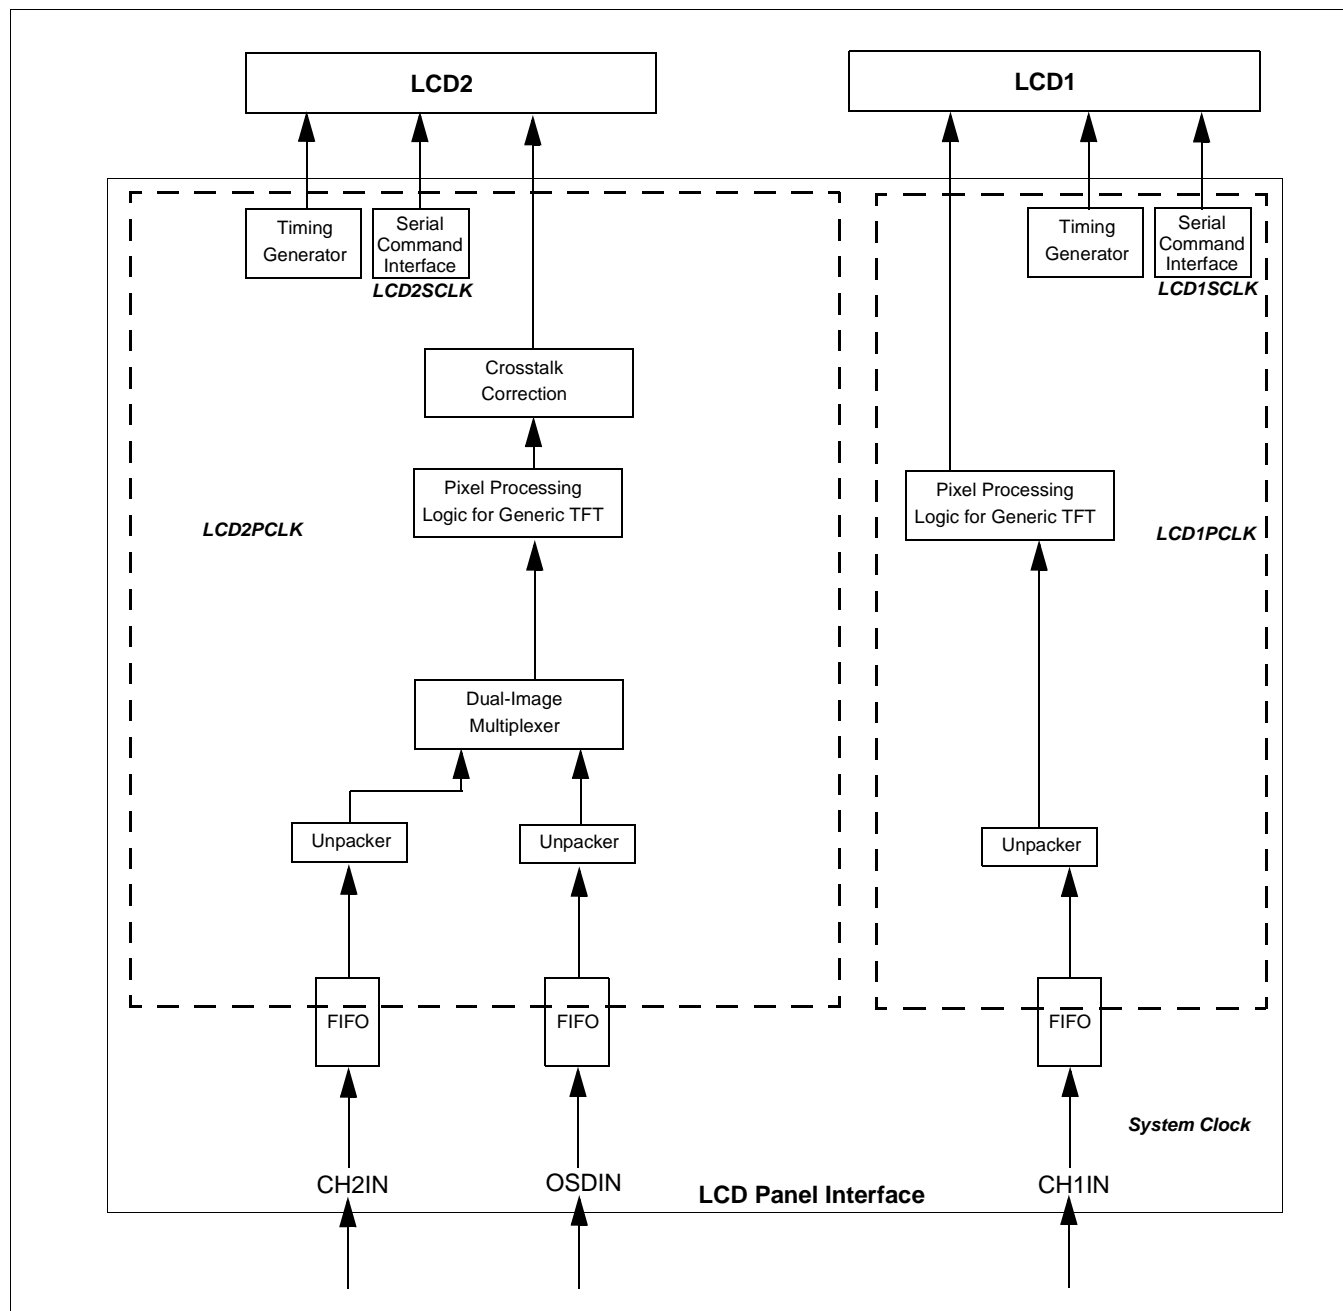 LCD2
LCD1
Timing
Generator
Serial
Command
Interface
LCD2SCLK
Timing
Generator
Serial
Command
Interface
LCD1SCLK
Crosstalk
Correction
Pixel Processing
Logic for Generic TFT
LCD2PCLK
Pixel Processing
Logic for Generic TFT
LCD1PCLK
Dual-Image
Multiplexer
Unpacker
Unpacker
Unpacker
FIFO
FIFO
FIFO
System Clock
CH2IN
OSDIN
CH1IN
LCD Panel Interface